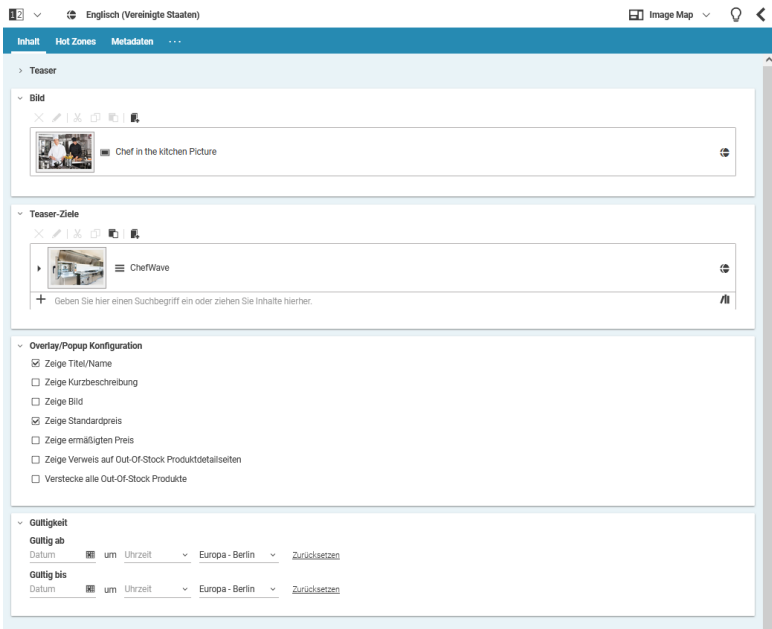 12 Englisch (Vereinigte Staaten) Image Map
Inhalt Hot Zones Metadaten ···
Teaser
Bild
Chef in the kitchen Picture
Teaser-Ziele
ChefWave
Geben Sie hier einen Suchbegriff ein oder ziehen Sie Inhalte hierher.
Overlay/Popup Konfiguration
Zeige Titel/Name
Zeige Kurzbeschreibung
Zeige Bild
Zeige Standardpreis
Zeige ermäßigten Preis
Zeige Verweis auf Out-Of-Stock Produktdetailseiten
Verstecke alle Out-Of-Stock Produkte
Gültigkeit
Gültig ab
Datum um Uhrzeit Europa - Berlin Zurücksetzen
Gültig bis
Datum um Uhrzeit Europa - Berlin Zurücksetzen